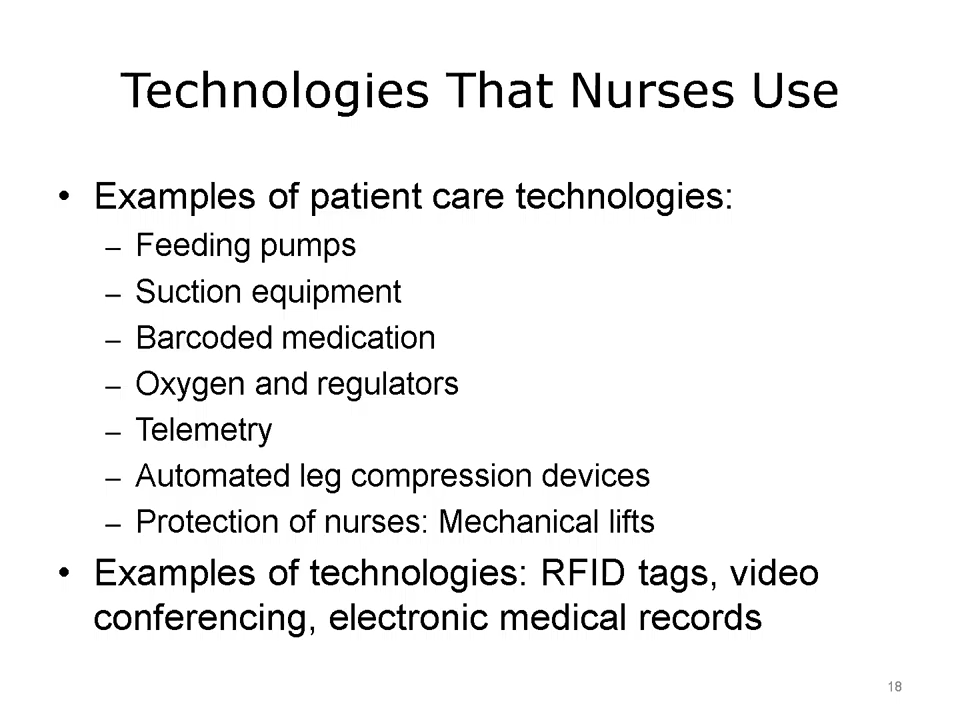 Technologies That Nurses Use
• Examples of patient care technologies:
– Feeding pumps
– Suction equipment
– Barcoded medication
– Oxygen and regulators
– Telemetry
– Automated leg compression devices
– Protection of nurses: Mechanical lifts
• Examples of technologies: RFID tags, video
conferencing, electronic medical records
18